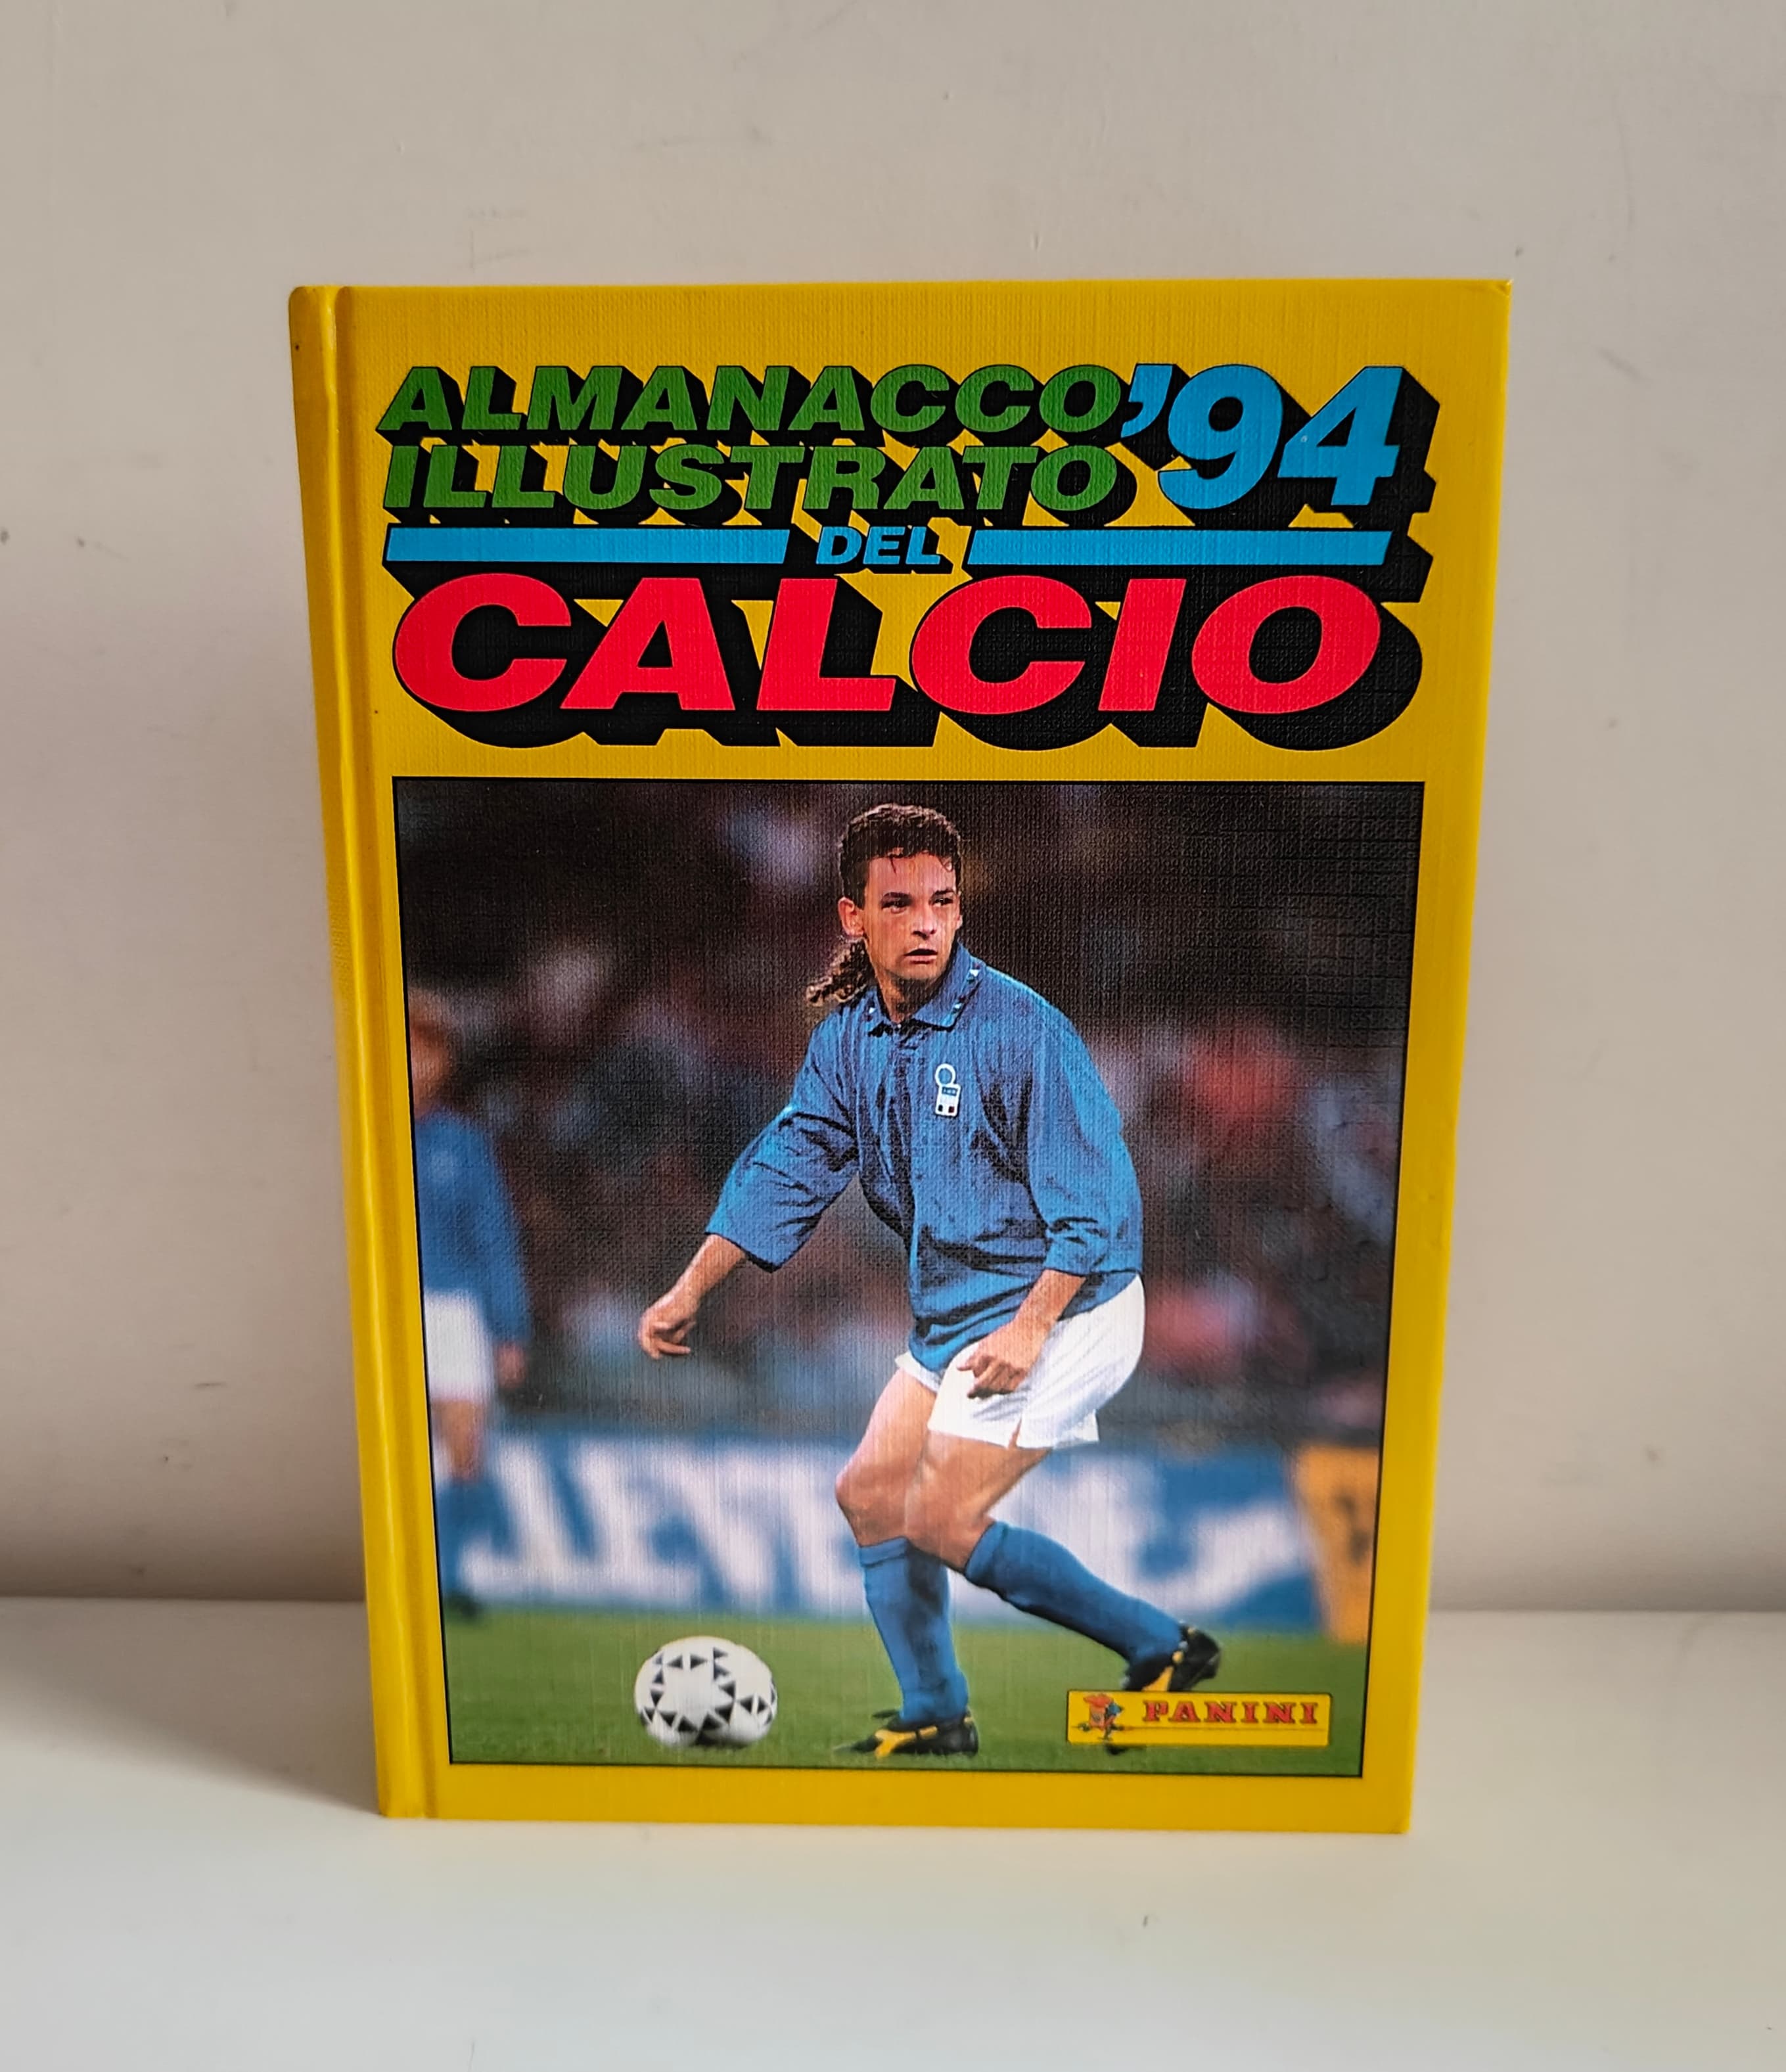 ALMANACCO '94
ILLUSTRATO
DEL
CALCIO
PANINI